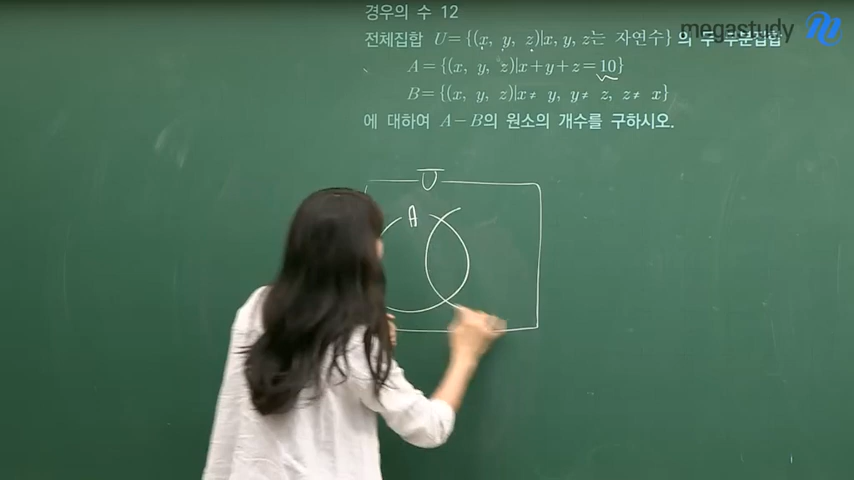 경우의 수 12
megastudy
전체집합 U={(x, y, z)|x, y, z는 자연수}의 두 부분집합
A={(x, y, z)|x+y+z=10}
B={(x, y, z)|x≠ y, y≠ z, z≠ x}
에 대하여 A-B의 원소의 개수를 구하시오.
U
A